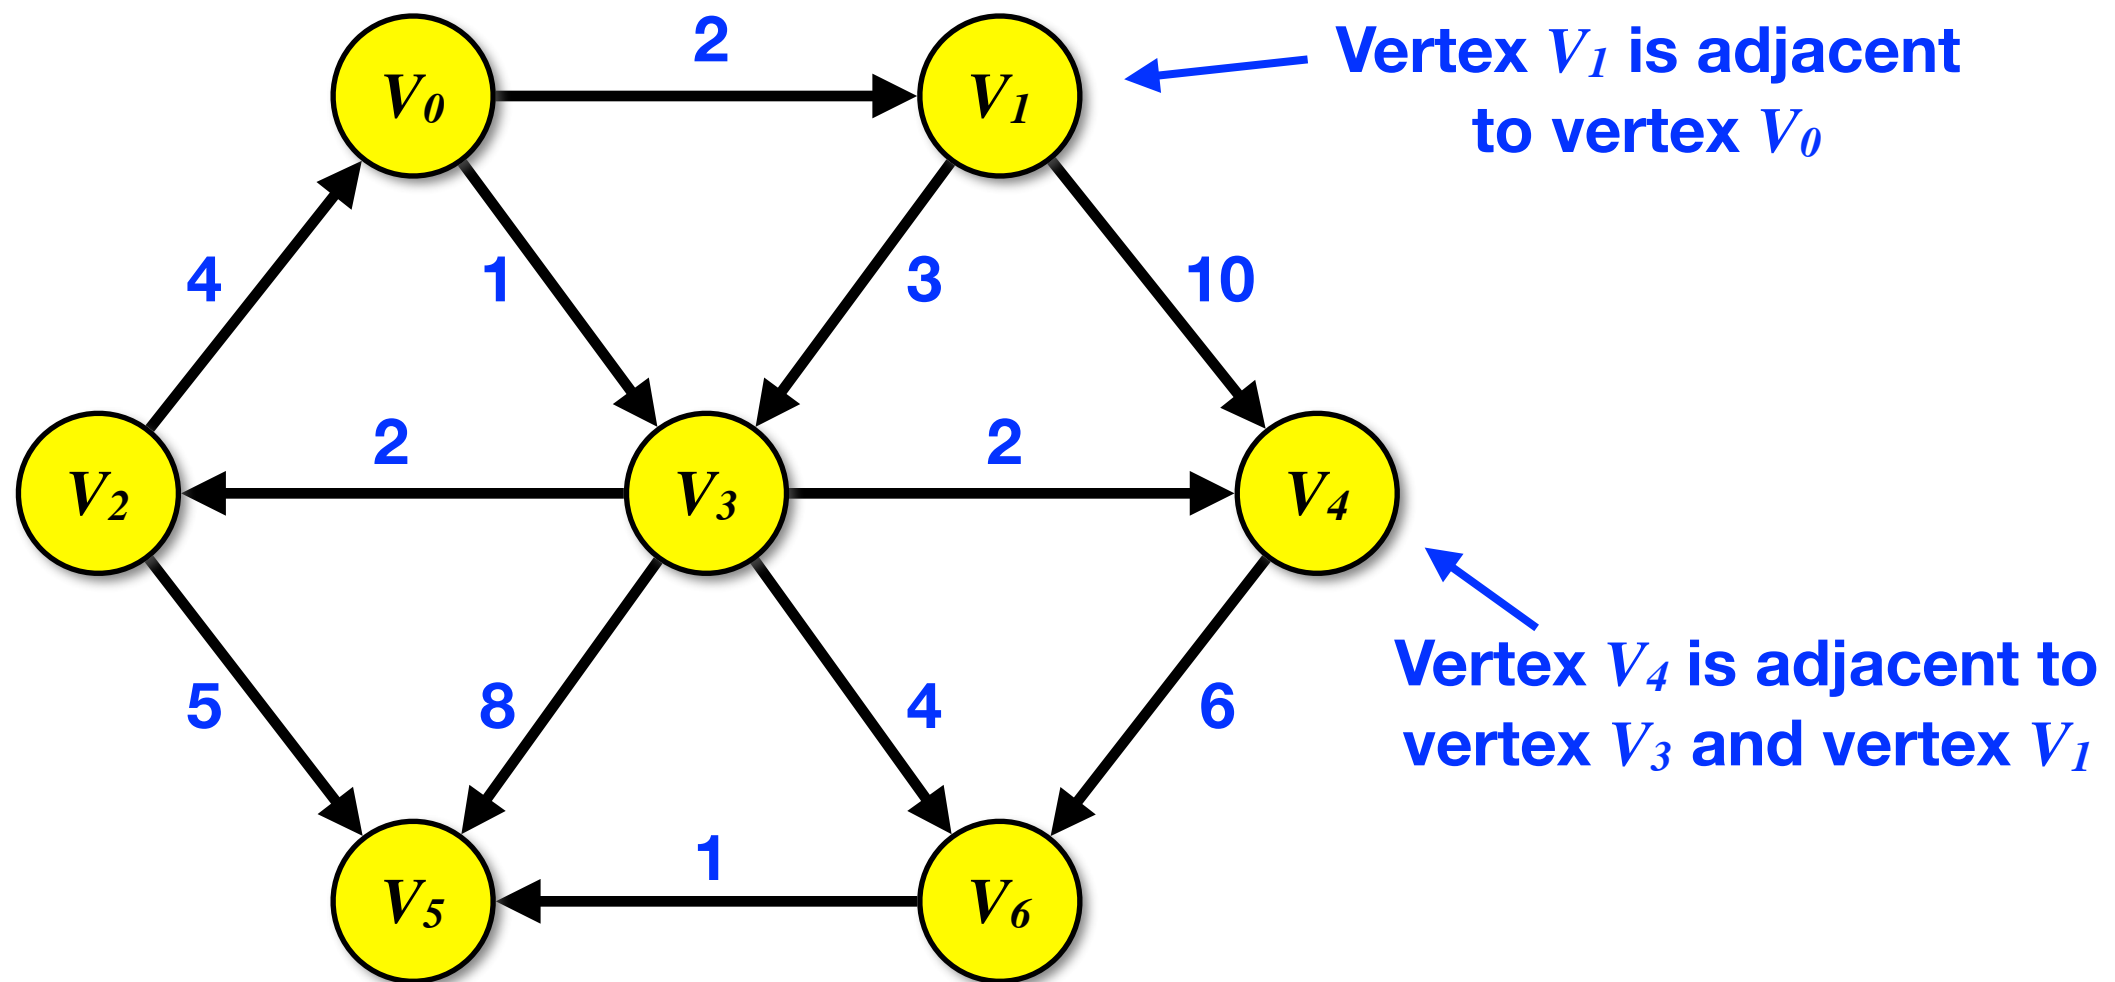 2
V0
V1
Vertex V1 is adjacent
to vertex V0
4
1
3
10
2
2
V2
V3
V4
Vertex V4 is adjacent to
vertex V3 and vertex V1
5
8
4
6
1
V5
V6